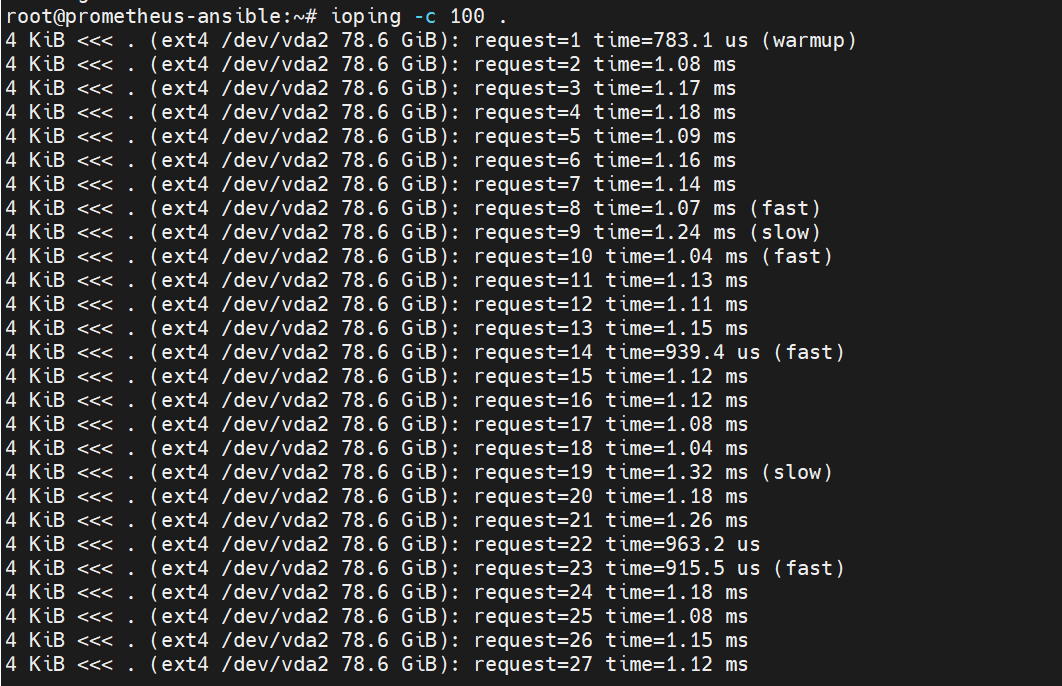 root@prometheus-ansible:~# ioping -c 100 .
4 KiB <<< . (ext4 /dev/vda2 78.6 GiB): request=1 time=783.1 us (warmup)
4 KiB <<< . (ext4 /dev/vda2 78.6 GiB): request=2 time=1.08 ms
4 KiB <<< . (ext4 /dev/vda2 78.6 GiB): request=3 time=1.17 ms
4 KiB <<< . (ext4 /dev/vda2 78.6 GiB): request=4 time=1.18 ms
4 KiB <<< . (ext4 /dev/vda2 78.6 GiB): request=5 time=1.09 ms
4 KiB <<< . (ext4 /dev/vda2 78.6 GiB): request=6 time=1.16 ms
4 KiB <<< . (ext4 /dev/vda2 78.6 GiB): request=7 time=1.14 ms
4 KiB <<< . (ext4 /dev/vda2 78.6 GiB): request=8 time=1.07 ms (fast)
4 KiB <<< . (ext4 /dev/vda2 78.6 GiB): request=9 time=1.24 ms (slow)
4 KiB <<< . (ext4 /dev/vda2 78.6 GiB): request=10 time=1.04 ms (fast)
4 KiB <<< . (ext4 /dev/vda2 78.6 GiB): request=11 time=1.13 ms
4 KiB <<< . (ext4 /dev/vda2 78.6 GiB): request=12 time=1.11 ms
4 KiB <<< . (ext4 /dev/vda2 78.6 GiB): request=13 time=1.15 ms
4 KiB <<< . (ext4 /dev/vda2 78.6 GiB): request=14 time=939.4 us (fast)
4 KiB <<< . (ext4 /dev/vda2 78.6 GiB): request=15 time=1.12 ms
4 KiB <<< . (ext4 /dev/vda2 78.6 GiB): request=16 time=1.12 ms
4 KiB <<< . (ext4 /dev/vda2 78.6 GiB): request=17 time=1.08 ms
4 KiB <<< . (ext4 /dev/vda2 78.6 GiB): request=18 time=1.04 ms
4 KiB <<< . (ext4 /dev/vda2 78.6 GiB): request=19 time=1.32 ms (slow)
4 KiB <<< . (ext4 /dev/vda2 78.6 GiB): request=20 time=1.18 ms
4 KiB <<< . (ext4 /dev/vda2 78.6 GiB): request=21 time=1.26 ms
4 KiB <<< . (ext4 /dev/vda2 78.6 GiB): request=22 time=963.2 us
4 KiB <<< . (ext4 /dev/vda2 78.6 GiB): request=23 time=915.5 us (fast)
4 KiB <<< . (ext4 /dev/vda2 78.6 GiB): request=24 time=1.18 ms
4 KiB <<< . (ext4 /dev/vda2 78.6 GiB): request=25 time=1.08 ms
4 KiB <<< . (ext4 /dev/vda2 78.6 GiB): request=26 time=1.15 ms
4 KiB <<< . (ext4 /dev/vda2 78.6 GiB): request=27 time=1.12 ms